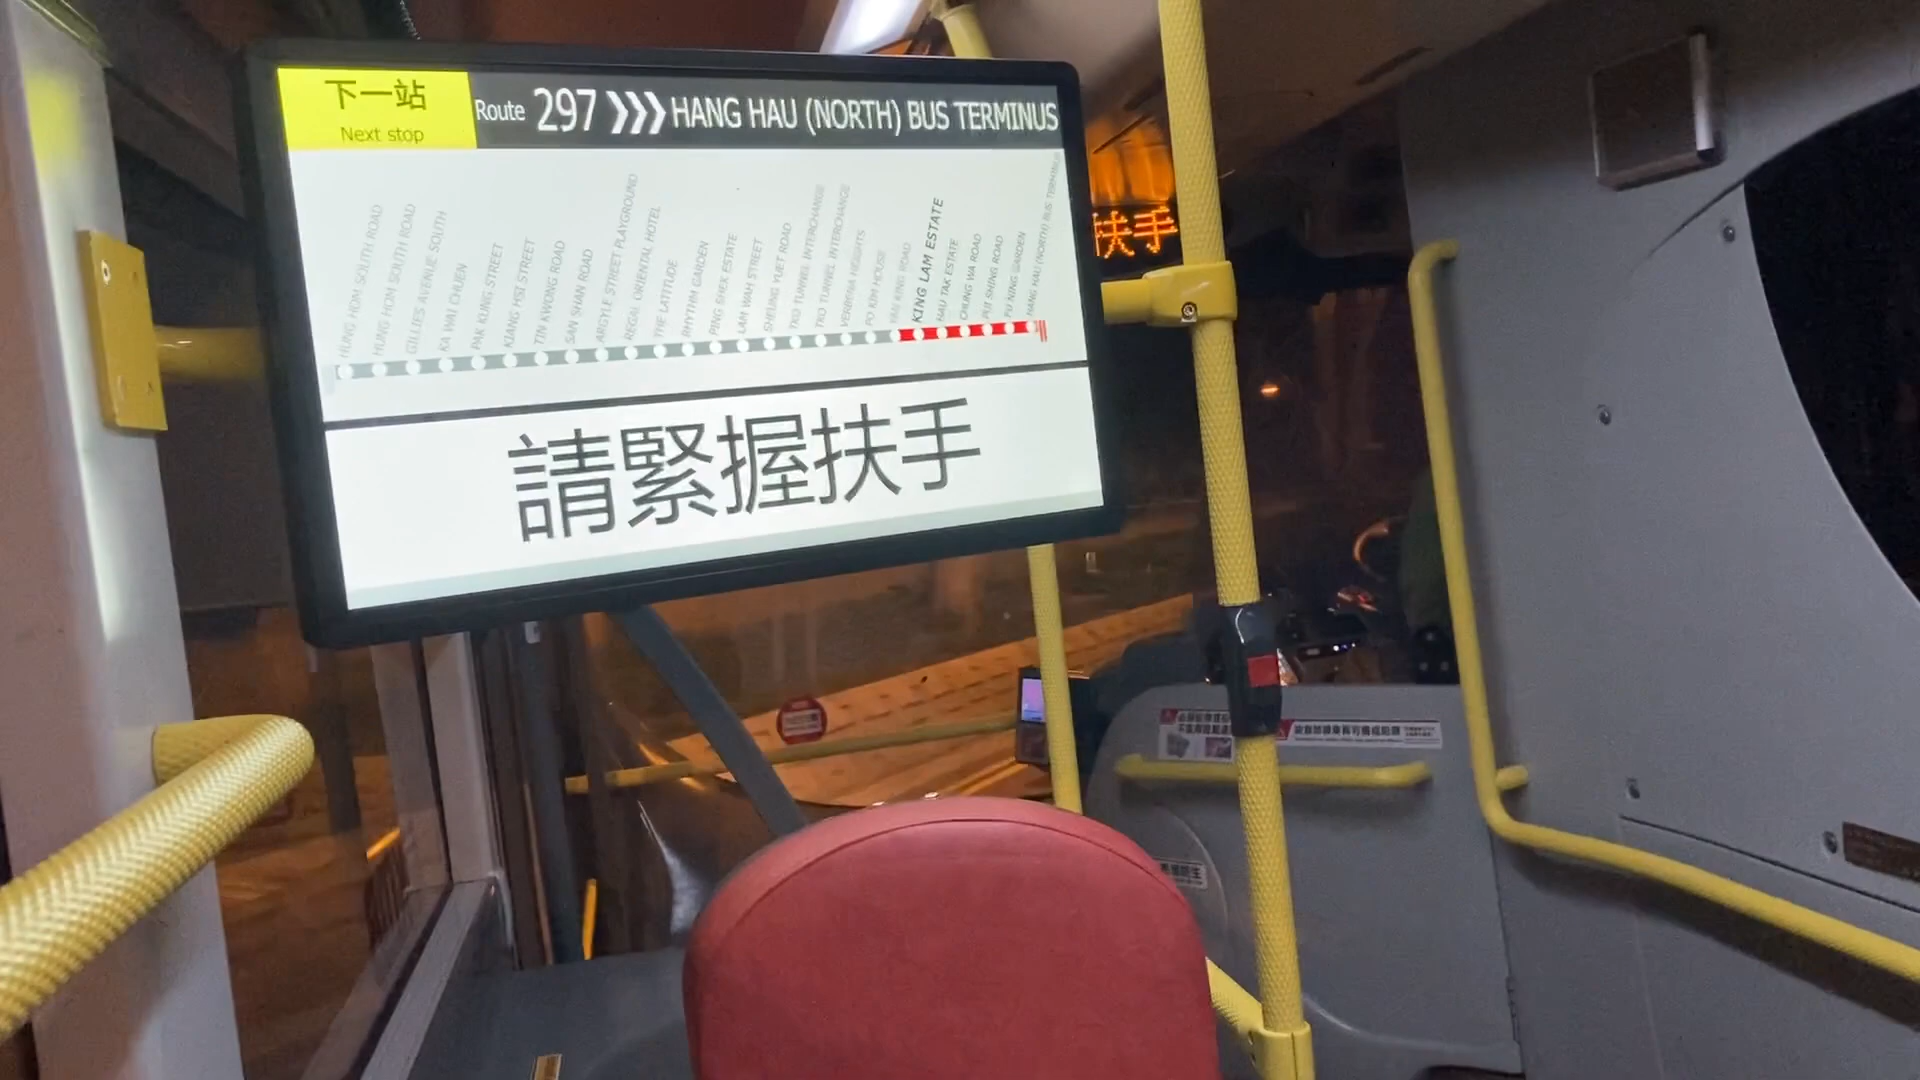 下一站
Next stop
Route 297 》》》 HANG HAU (NORTH) BUS TERMINUS
HUNG HOM SOUTH ROAD
HUNG HOM SOUTH ROAD
GILLIES AVENUE SOUTH
KA WAI CHUEN
PAK KUNG STREET
KIANG HSI STREET
TIN KWONG ROAD
SAN SHAN ROAD
ARGYLE STREET PLAYGROUND
REGAL ORIENTAL HOTEL
THE LATITUDE
RHYTHM GARDEN
PING SHEK ESTATE
LAM WAH STREET
SHEUNG YUET ROAD
TKO TUNNEL INTERCHANGE
TKO TUNNEL INTERCHANGE
VERBENA HEIGHTS
PO KIM HOUSE
YAN KING ROAD
KING LAM ESTATE
HAU TAK ESTATE
CHUNG WA ROAD
PUI SHING ROAD
PO NING GARDEN
HANG HAU (NORTH) BUS TERMINUS
請緊握扶手
扶手